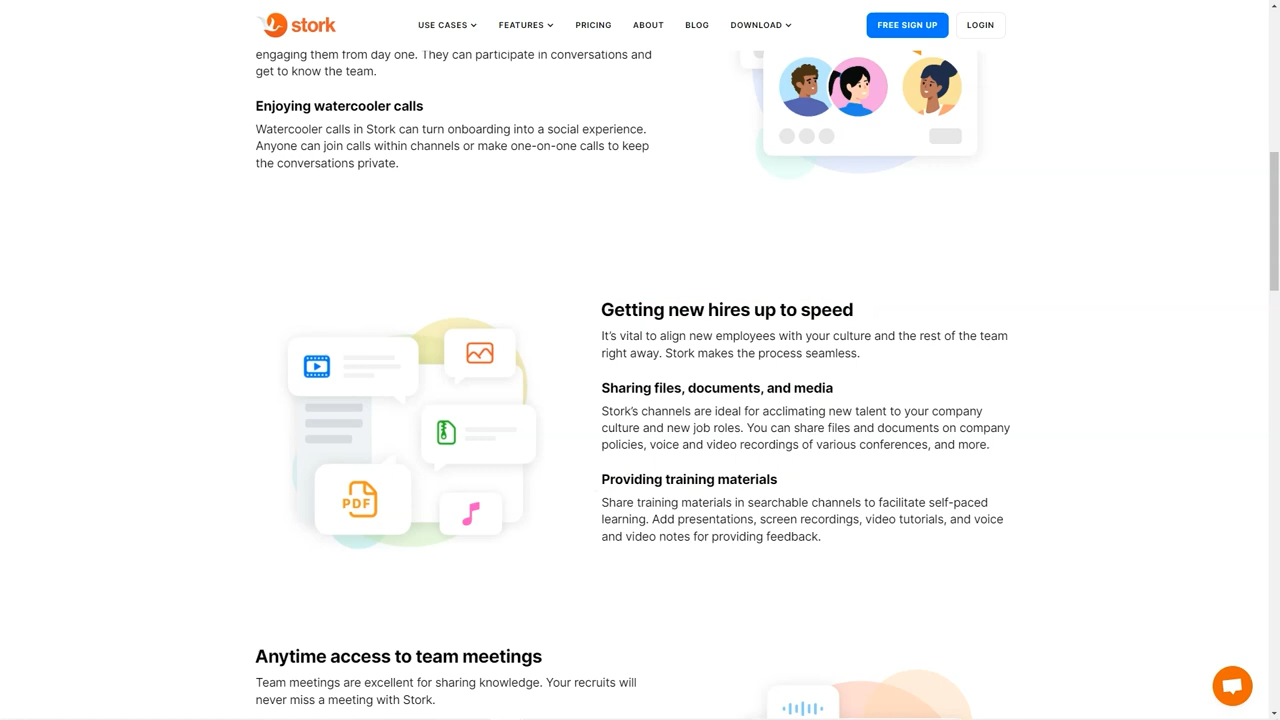 stork
USE CASES FEATURES PRICING ABOUT BLOG DOWNLOAD FREE SIGN UP LOGIN
engaging them from day one. They can participate in conversations and
get to know the team.
Enjoying watercooler calls
Watercooler calls in Stork can turn onboarding into a social experience.
Anyone can join calls within channels or make one-on-one calls to keep
the conversations private.
Getting new hires up to speed
It’s vital to align new employees with your culture and the rest of the team
right away. Stork makes the process seamless.
Sharing files, documents, and media
Stork’s channels are ideal for acclimating new talent to your company
culture and new job roles. You can share files and documents on company
policies, voice and video recordings of various conferences, and more.
PDF
Providing training materials
Share training materials in searchable channels to facilitate self-paced
learning. Add presentations, screen recordings, video tutorials, and voice
and video notes for providing feedback.
Anytime access to team meetings
Team meetings are excellent for sharing knowledge. Your recruits will
never miss a meeting with Stork.